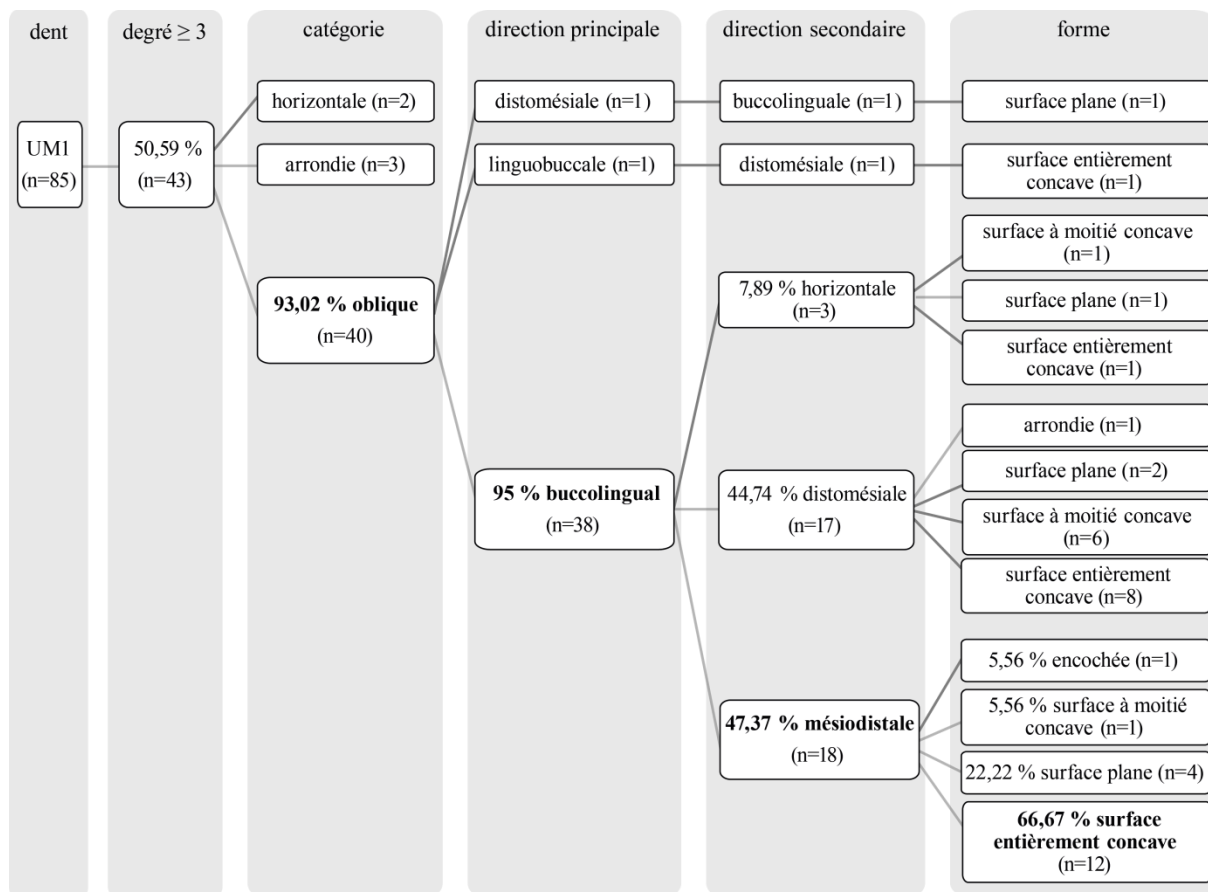 dent
degré ≥ 3
catégorie
direction principale
direction secondaire
forme
UM1
(n=85)
50,59 %
(n=43)
horizontale (n=2)
arrondie (n=3)
93,02 % oblique
(n=40)
distomésiale (n=1)
linguobuccale (n=1)
95 % buccolingual
(n=38)
buccolinguale (n=1)
distomésiale (n=1)
7,89 % horizontale
(n=3)
44,74 % distomésiale
(n=17)
47,37 % mésiodistale
(n=18)
surface plane (n=1)
surface entièrement
concave (n=1)
surface à moitié concave
(n=1)
surface plane (n=1)
surface entièrement
concave (n=1)
arrondie (n=1)
surface plane (n=2)
surface à moitié concave
(n=6)
surface entièrement
concave (n=8)
5,56 % encochée (n=1)
5,56 % surface à moitié
concave (n=1)
22,22 % surface plane (n=4)
66,67 % surface
entièrement concave
(n=12)